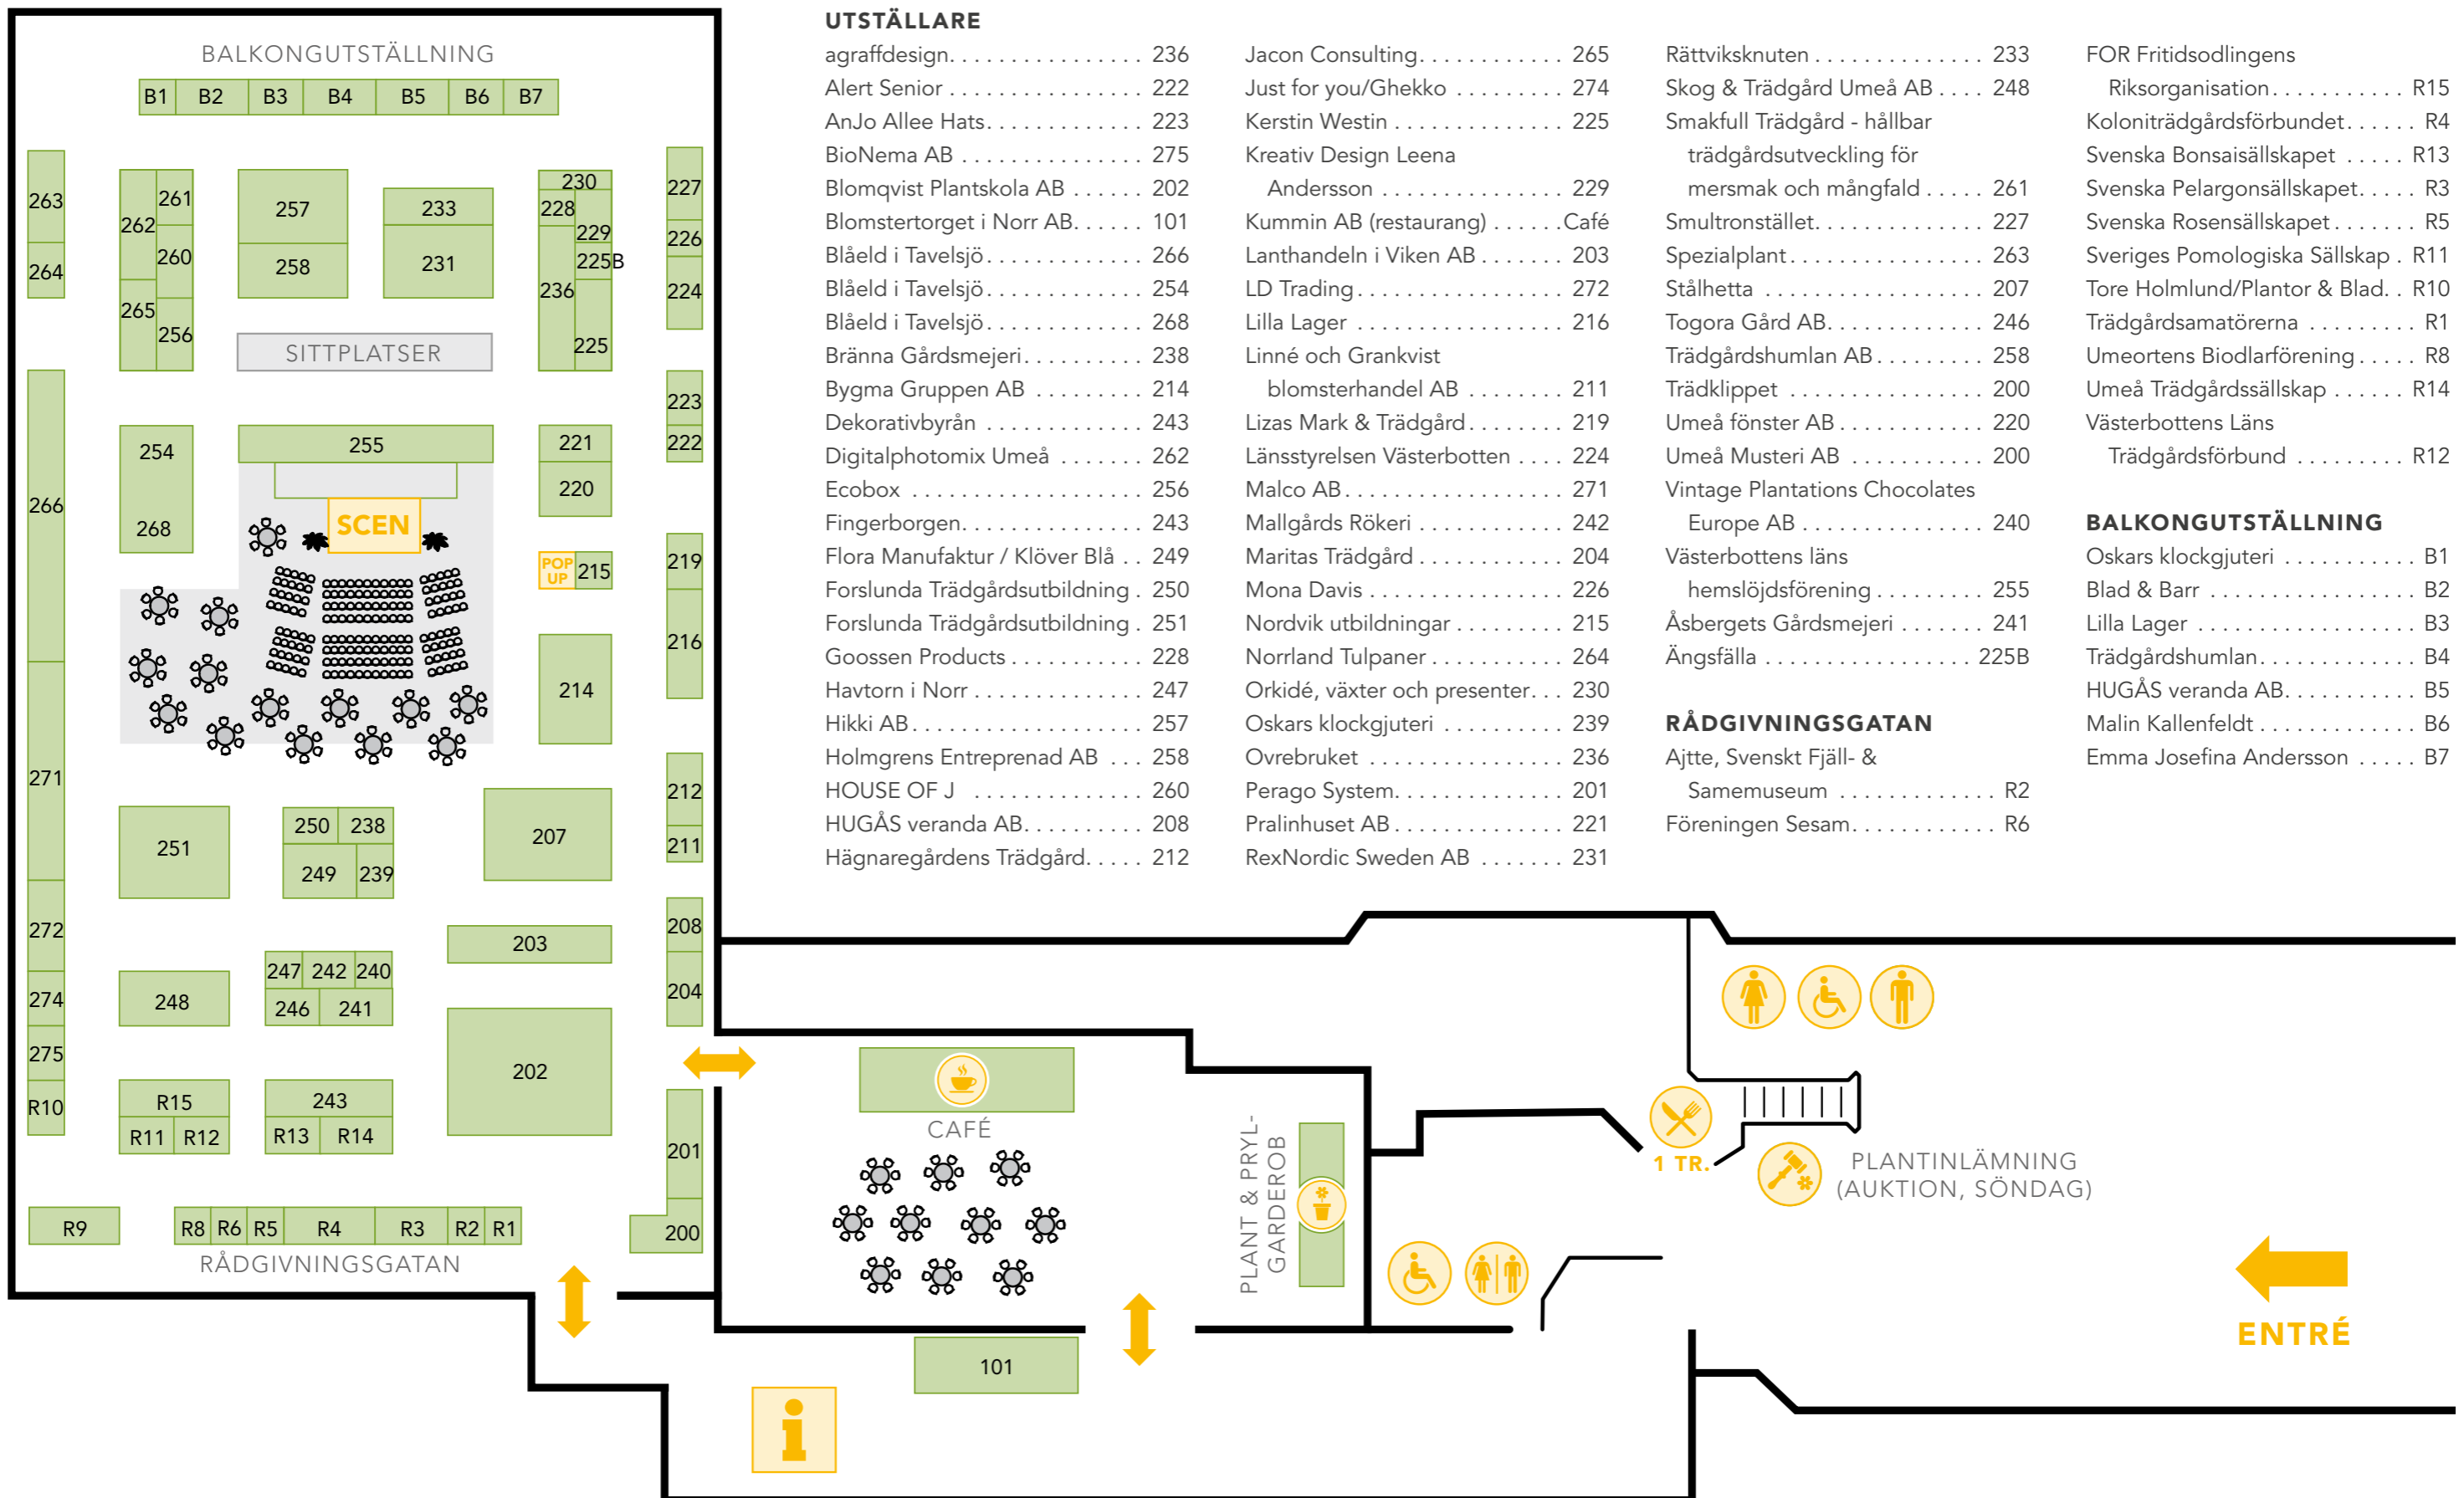 BALKONGUTSTÄLLNING
B1 B2 B3 B4 B5 B6 B7
263
264
262
261
260
265
256
257
258
233
231
230
228
229
225B
236
225
227
226
224
SITTPLATSER
266
254
268
255
SCEN
221
220
223
222
POP
UP
215
219
216
214
271
251
250 238
249 239
207
212
211
272
203
208
204
274
248
247 242 240
246 241
275
202
R10
R15
R11 R12
243
R13 R14
201
200
R9
R8 R6 R5 R4 R3 R2 R1
RÅDGIVNINGSGATAN
UTSTÄLLARE
agraffdesign. . . . . . . . . . . . . . . . 236
Alert Senior . . . . . . . . . . . . . . . . 222
AnJo Allee Hats. . . . . . . . . . . . . 223
BioNema AB . . . . . . . . . . . . . . . 275
Blomqvist Plantskola AB . . . . . . 202
Blomstertorget i Norr AB. . . . . . 101
Blåeld i Tavelsjö. . . . . . . . . . . . . 266
Blåeld i Tavelsjö. . . . . . . . . . . . . 254
Blåeld i Tavelsjö. . . . . . . . . . . . . 268
Bränna Gårdsmejeri. . . . . . . . . . 238
Bygma Gruppen AB . . . . . . . . . 214
Dekorativbyrån . . . . . . . . . . . . . 243
Digitalphotomix Umeå . . . . . . . 262
Ecobox . . . . . . . . . . . . . . . . . . . 256
Fingerborgen. . . . . . . . . . . . . . . 243
Flora Manufaktur / Klöver Blå . . 249
Forslunda Trädgårdsutbildning . 250
Forslunda Trädgårdsutbildning . 251
Goossen Products . . . . . . . . . . . 228
Havtorn i Norr . . . . . . . . . . . . . . 247
Hikki AB. . . . . . . . . . . . . . . . . . . 257
Holmgrens Entreprenad AB . . . 258
HOUSE OF J . . . . . . . . . . . . . . 260
HUGÅS veranda AB. . . . . . . . . . 208
Hägnaregårdens Trädgård. . . . . 212
Jacon Consulting. . . . . . . . . . . . 265
Just for you/Ghekko . . . . . . . . . 274
Kerstin Westin . . . . . . . . . . . . . . 225
Kreativ Design Leena
Andersson . . . . . . . . . . . . . . . 229
Kummin AB (restaurang) . . . . . .Café
Lanthandeln i Viken AB . . . . . . . 203
LD Trading. . . . . . . . . . . . . . . . . 272
Lilla Lager . . . . . . . . . . . . . . . . . 216
Linné och Grankvist
blomsterhandel AB . . . . . . . . 211
Lizas Mark & Trädgård. . . . . . . . 219
Länsstyrelsen Västerbotten . . . . 224
Malco AB. . . . . . . . . . . . . . . . . . 271
Mallgårds Rökeri . . . . . . . . . . . . 242
Maritas Trädgård . . . . . . . . . . . . 204
Mona Davis . . . . . . . . . . . . . . . . 226
Nordvik utbildningar . . . . . . . . . 215
Norrland Tulpaner . . . . . . . . . . . 264
Orkidé, växter och presenter. . . 230
Oskars klockgjuteri . . . . . . . . . . 239
Ovrebruket . . . . . . . . . . . . . . . . 236
Perago System. . . . . . . . . . . . . . 201
Pralinhuset AB . . . . . . . . . . . . . . 221
RexNordic Sweden AB . . . . . . . 231
Rättviksknuten . . . . . . . . . . . . . . 233
Skog & Trädgård Umeå AB . . . . 248
Smakfull Trädgård - hållbar
trädgårdsutveckling för
mersmak och mångfald . . . . . 261
Smultronstället. . . . . . . . . . . . . . 227
Spezialplant. . . . . . . . . . . . . . . . 263
Stålhetta . . . . . . . . . . . . . . . . . . 207
Togora Gård AB. . . . . . . . . . . . . 246
Trädgårdshumlan AB . . . . . . . . . 258
Trädklippet . . . . . . . . . . . . . . . . 200
Umeå fönster AB . . . . . . . . . . . . 220
Umeå Musteri AB . . . . . . . . . . . 200
Vintage Plantations Chocolates
Europe AB . . . . . . . . . . . . . . . 240
Västerbottens läns
hemslöjdsförening . . . . . . . . . 255
Åsbergets Gårdsmejeri . . . . . . . 241
Ängsfälla . . . . . . . . . . . . . . . . . 225B
RÅDGIVNINGSGATAN
Ajtte, Svenskt Fjäll- &
Samemuseum . . . . . . . . . . . . . R2
Föreningen Sesam. . . . . . . . . . . . R6
FOR Fritidsodlingens
Riksorganisation. . . . . . . . . . . R15
Koloniträdgårdsförbundet. . . . . . R4
Svenska Bonsaisällskapet . . . . . R13
Svenska Pelargonsällskapet. . . . . R3
Svenska Rosensällskapet. . . . . . . R5
Sveriges Pomologiska Sällskap . R11
Tore Holmlund/Plantor & Blad. . R10
Trädgårdsamatörerna . . . . . . . . . R1
Umeortens Biodlarförening . . . . . R8
Umeå Trädgårdssällskap . . . . . . R14
Västerbottens Läns
Trädgårdsförbund . . . . . . . . . R12
BALKONGUTSTÄLLNING
Oskars klockgjuteri . . . . . . . . . . . B1
Blad & Barr . . . . . . . . . . . . . . . . . B2
Lilla Lager . . . . . . . . . . . . . . . . . . B3
Trädgårdshumlan. . . . . . . . . . . . . B4
HUGÅS veranda AB. . . . . . . . . . . B5
Malin Kallenfeldt . . . . . . . . . . . . . B6
Emma Josefina Andersson . . . . . B7
CAFÉ
PLANT & PRYL-
GARDEROB
1 TR.
PLANTINLÄMNING
(AUKTION, SÖNDAG)
ENTRÉ
101
i